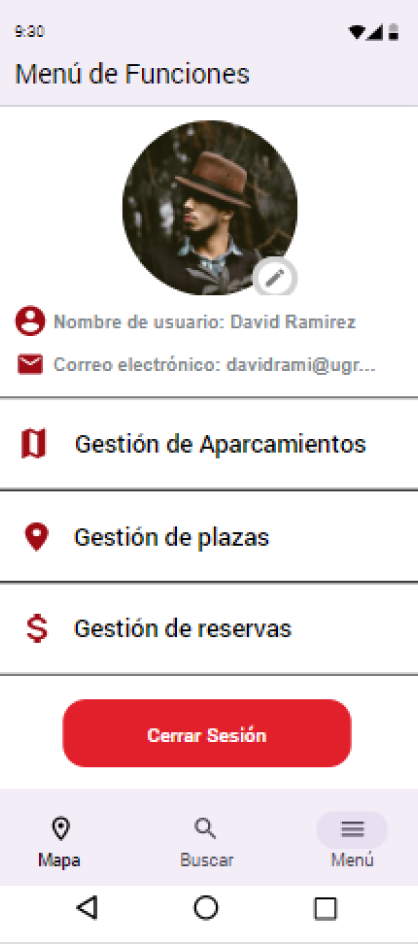 9:30
Menú de Funciones
Nombre de usuario: David Ramirez
Correo electrónico: davidrami@ugr...
Gestión de Aparcamientos
Gestión de plazas
Gestión de reservas
Cerrar Sesión
Mapa
Buscar
Menú